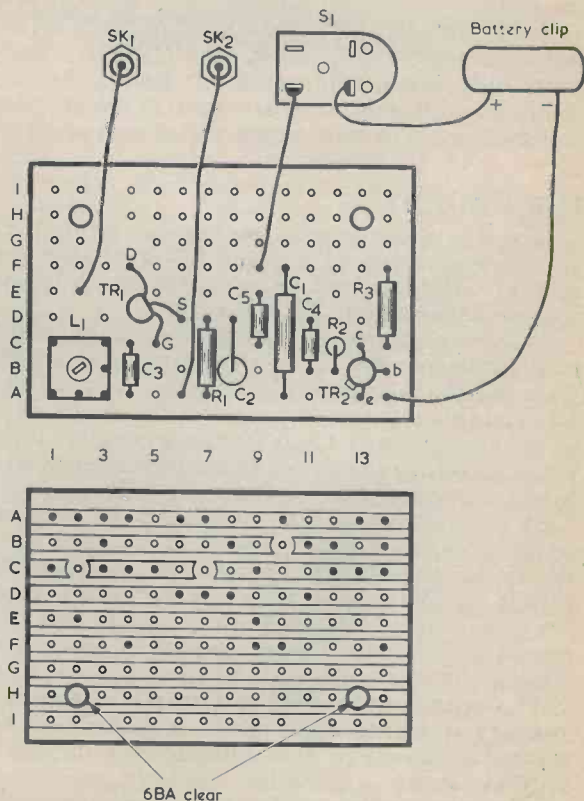 SK1 SK2 S1 Battery clip
+ −
I
H
G
F D
E C1
D TR1 S C5 C4 R3
C L1 G R2 c
B C3 b
A R1 C2 TR2 e
1 3 5 7 9 11 13
A
B
C
D
E
F
G
H
I
6BA clear